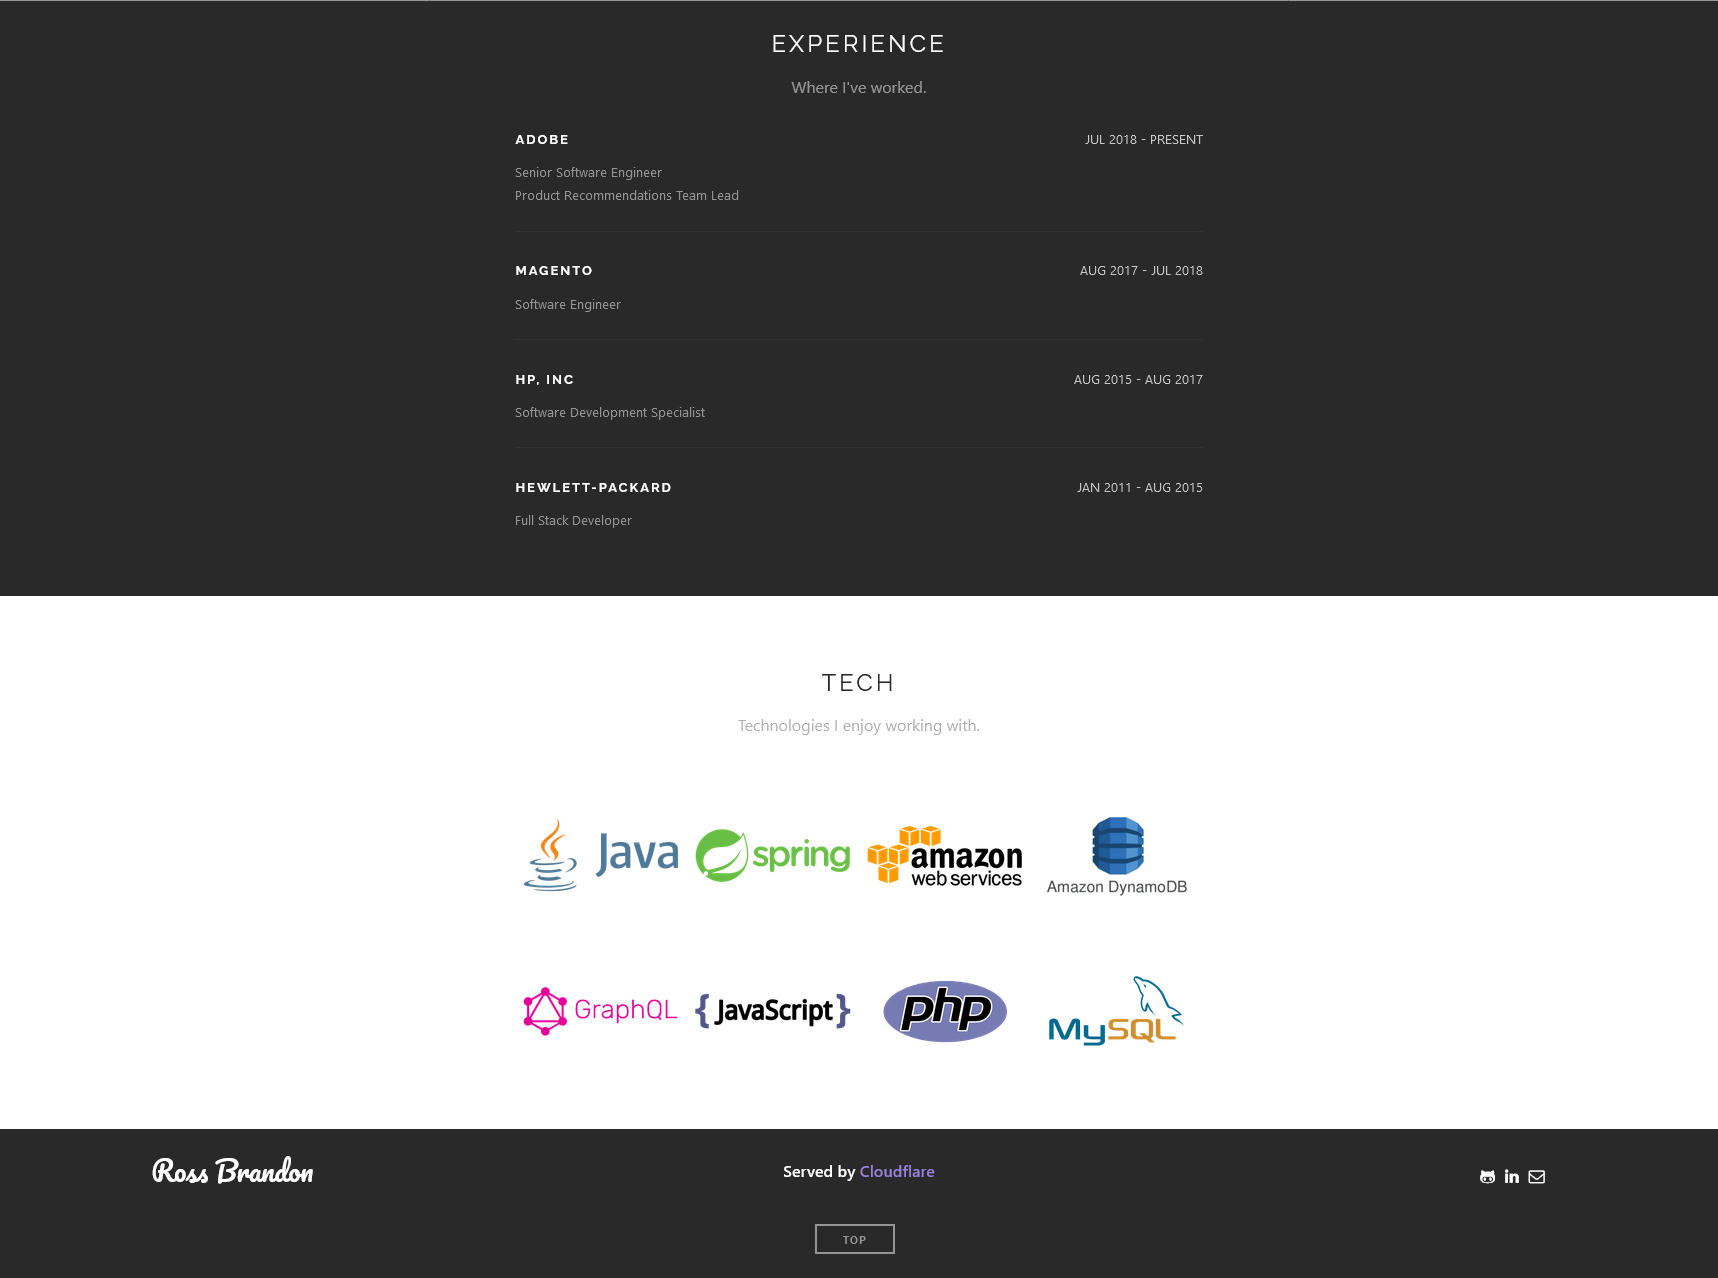 EXPERIENCE
Where I've worked.
ADOBE JUL 2018 - PRESENT
Senior Software Engineer
Product Recommendations Team Lead
MAGENTO AUG 2017 - JUL 2018
Software Engineer
HP, INC AUG 2015 - AUG 2017
Software Development Specialist
HEWLETT-PACKARD JAN 2011 - AUG 2015
Full Stack Developer
TECH
Technologies I enjoy working with.
Java
spring
amazon
web services
Amazon DynamoDB
GraphQL
{JavaScript}
php
MySQL
Ross Brandon
Served by Cloudflare
in
TOP